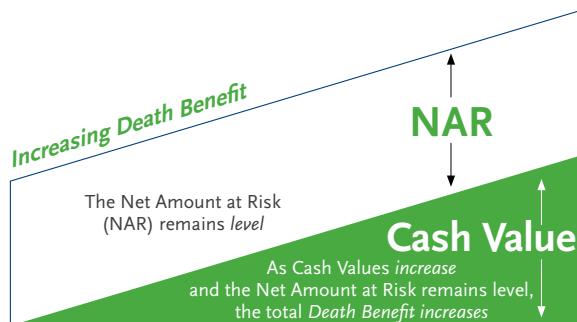 Increasing Death Benefit
NAR
The Net Amount at Risk
(NAR) remains level
Cash Value
As Cash Values increase
and the Net Amount at Risk remains level,
the total Death Benefit increases